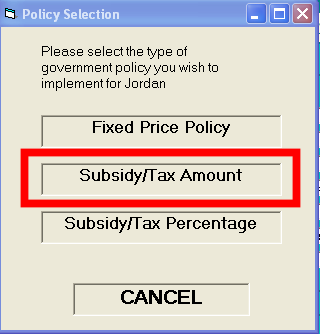 Policy Selection
Please select the type of
government policy you wish to
implement for Jordan
Fixed Price Policy
Subsidy/Tax Amount
Subsidy/Tax Percentage
CANCEL